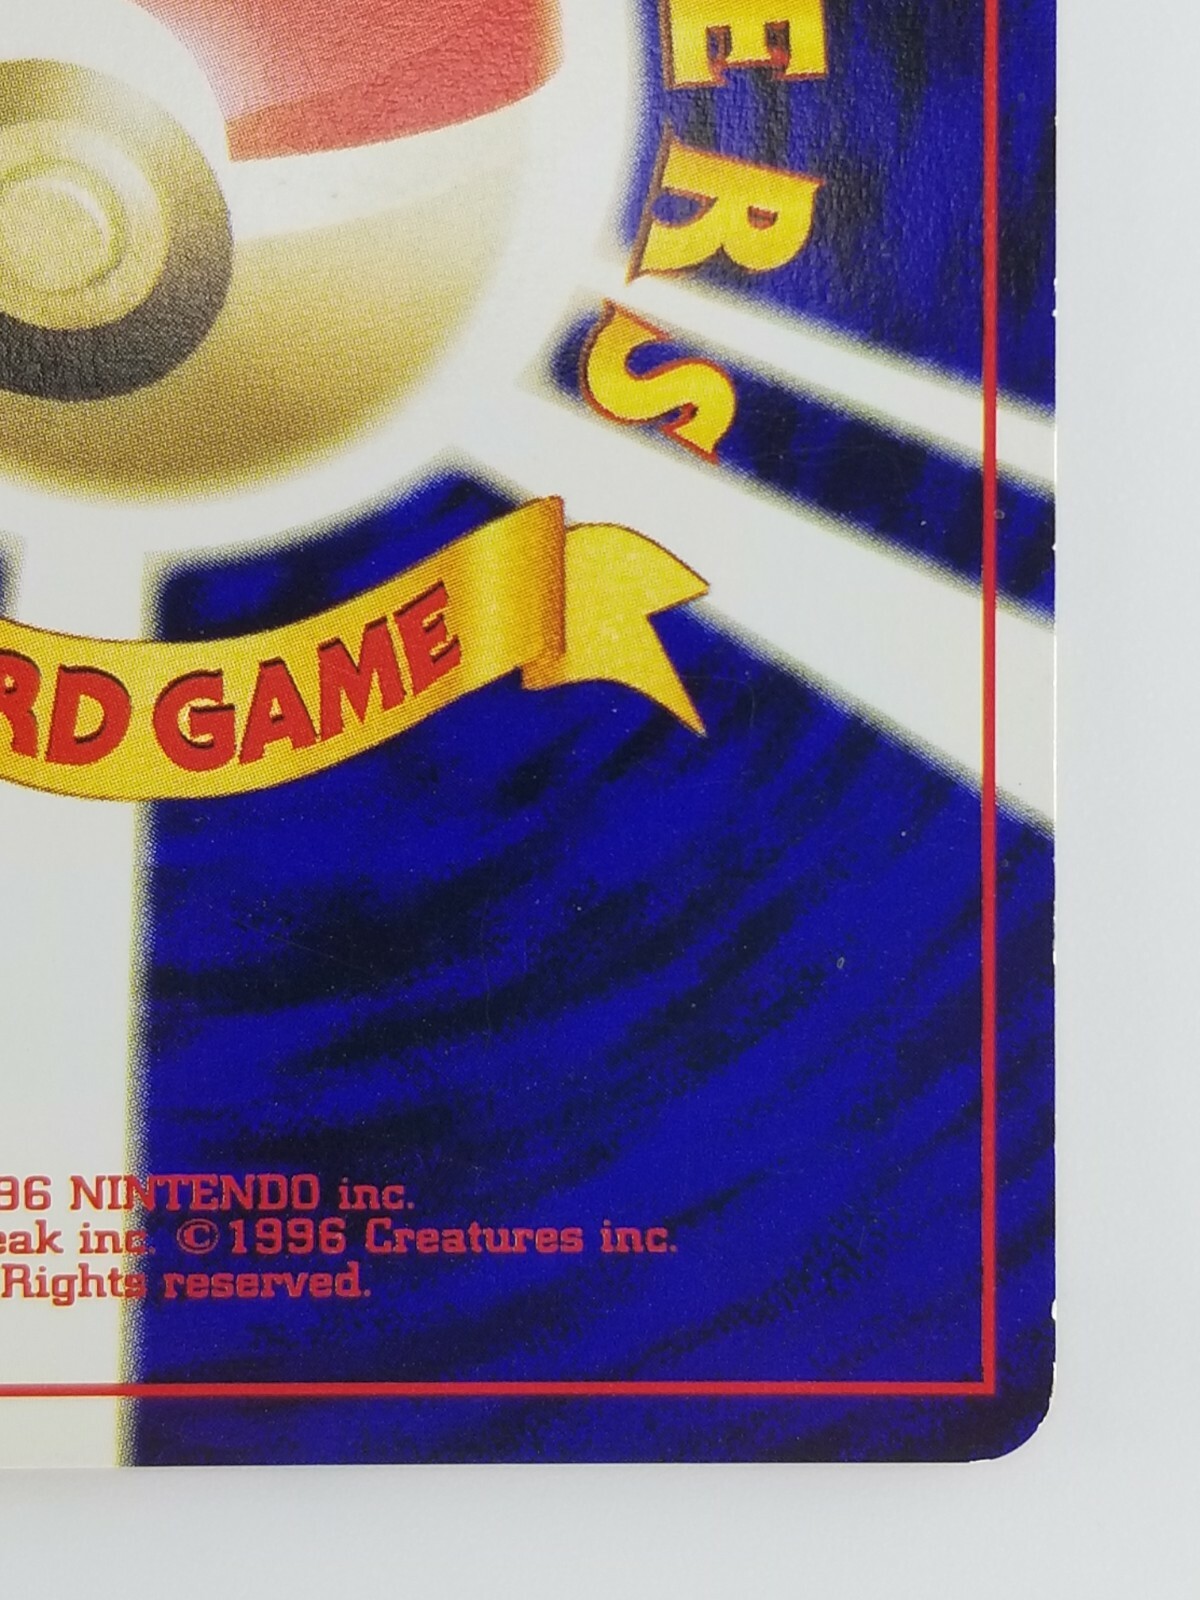 ERS
RD GAME
96 NINTENDO inc.
eak inc. ©1996 Creatures inc.
Rights reserved.